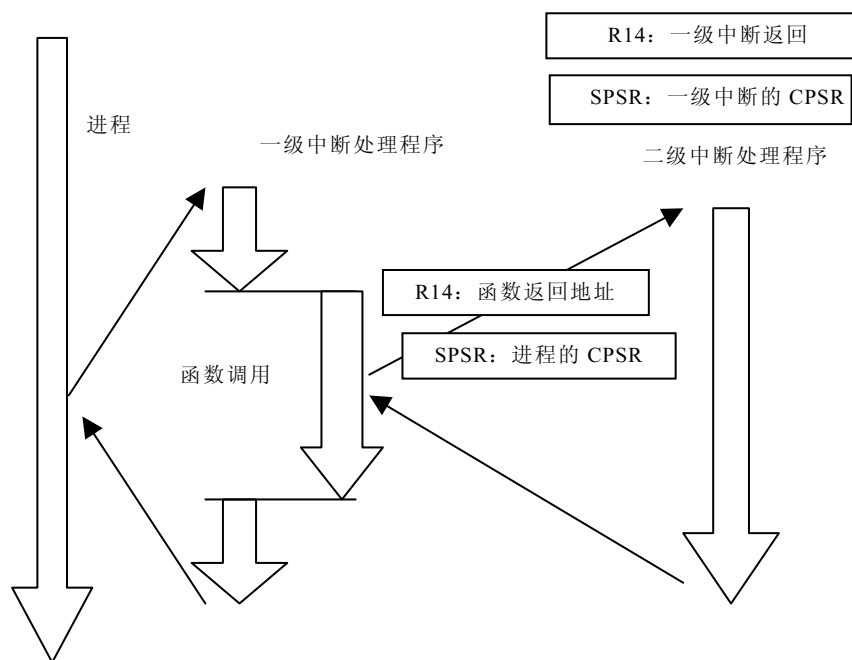 R14：一级中断返回
SPSR：一级中断的 CPSR
进程
一级中断处理程序
二级中断处理程序
R14：函数返回地址
SPSR：进程的 CPSR
函数调用